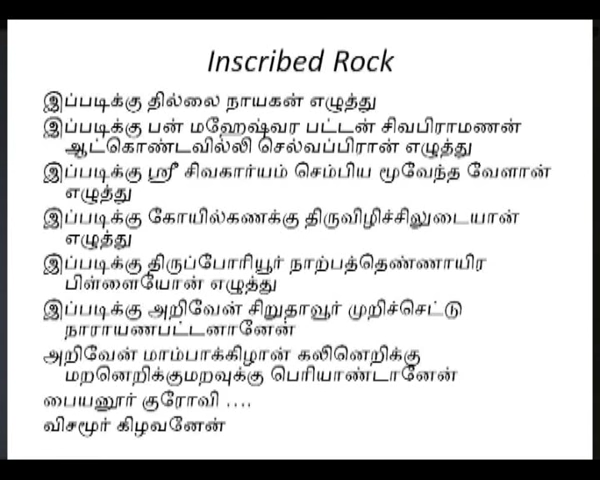 Inscribed Rock
இப்படிக்கு தில்லை நாயகன் எழுத்து
இப்படிக்கு பன் மஹேஷ்வர பட்டன் சிவபிராமணன்
ஆட்கொண்டவில்லி செல்வப்பிரான் எழுத்து
இப்படிக்கு ஸ்ரீ சிவகார்யம் செம்பிய மூவேந்த வேளான்
எழுத்து
இப்படிக்கு கோயில்கணக்கு திருவிழிச்சிலுடையான்
எழுத்து
இப்படிக்கு திருப்போரியூர் நாற்பத்தெண்ணாயிர
பிள்ளையோன் எழுத்து
இப்படிக்கு அறிவேன் சிறுதாவூர் முறிச்செட்டு
நாராயணபட்டனானேன்
அறிவேன் மாம்பாக்கிழான் கலினெறிக்கு
மறனெறிக்குமறவுக்கு பெரியாண்டானேன்
பையனூர் குரோவி ....
விசமூர் கிழவனேன்